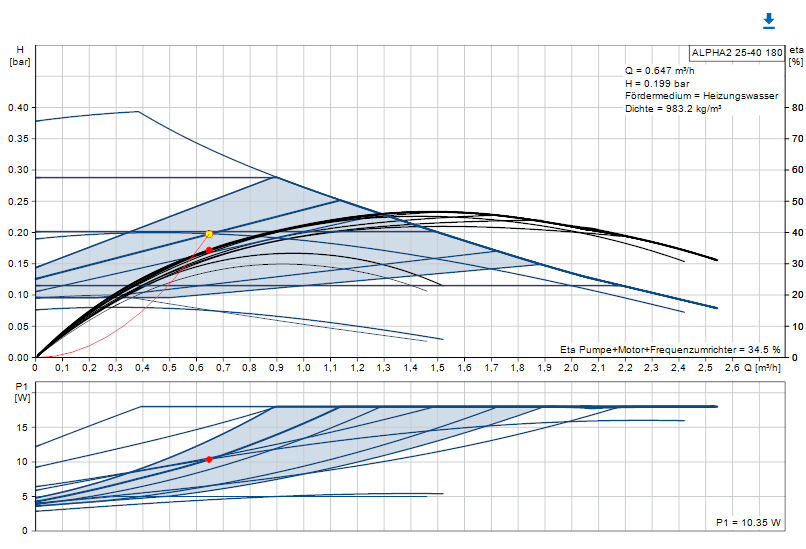 H
[bar]
eta
[%]
ALPHA2 25-40 180
Q = 0.647 m³/h
H = 0.199 bar
Fördermedium = Heizungswasser
Dichte = 983.2 kg/m³
0.40
0.35
0.30
0.25
0.20
0.15
0.10
0.05
0.00
80
70
60
50
40
30
20
10
0
Eta Pumpe+Motor+Frequenzumrichter = 34.5 %
0 0,1 0,2 0,3 0,4 0,5 0,6 0,7 0,8 0,9 1,0 1,1 1,2 1,3 1,4 1,5 1,6 1,7 1,8 1,9 2,0 2,1 2,2 2,3 2,4 2,5 2,6 Q [m³/h]
P1
[W]
15
10
5
0
P1 = 10.35 W